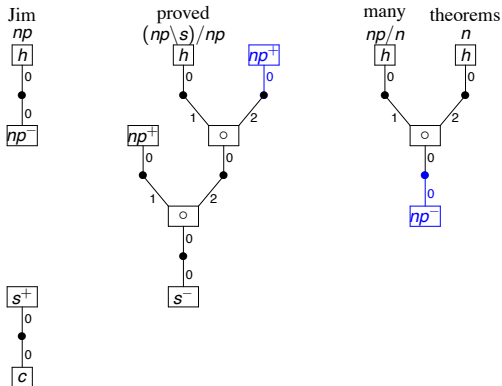 Jim proved many theorems
np (np\s)/np np/n n
h h np⁺ h h
0 0 0 0 0
1 2 1 2
np⁺ ○ ○
0 0 0 0
np⁻ 1 2 0
○ np⁻
0
0
s⁺ s⁻
0
0
c